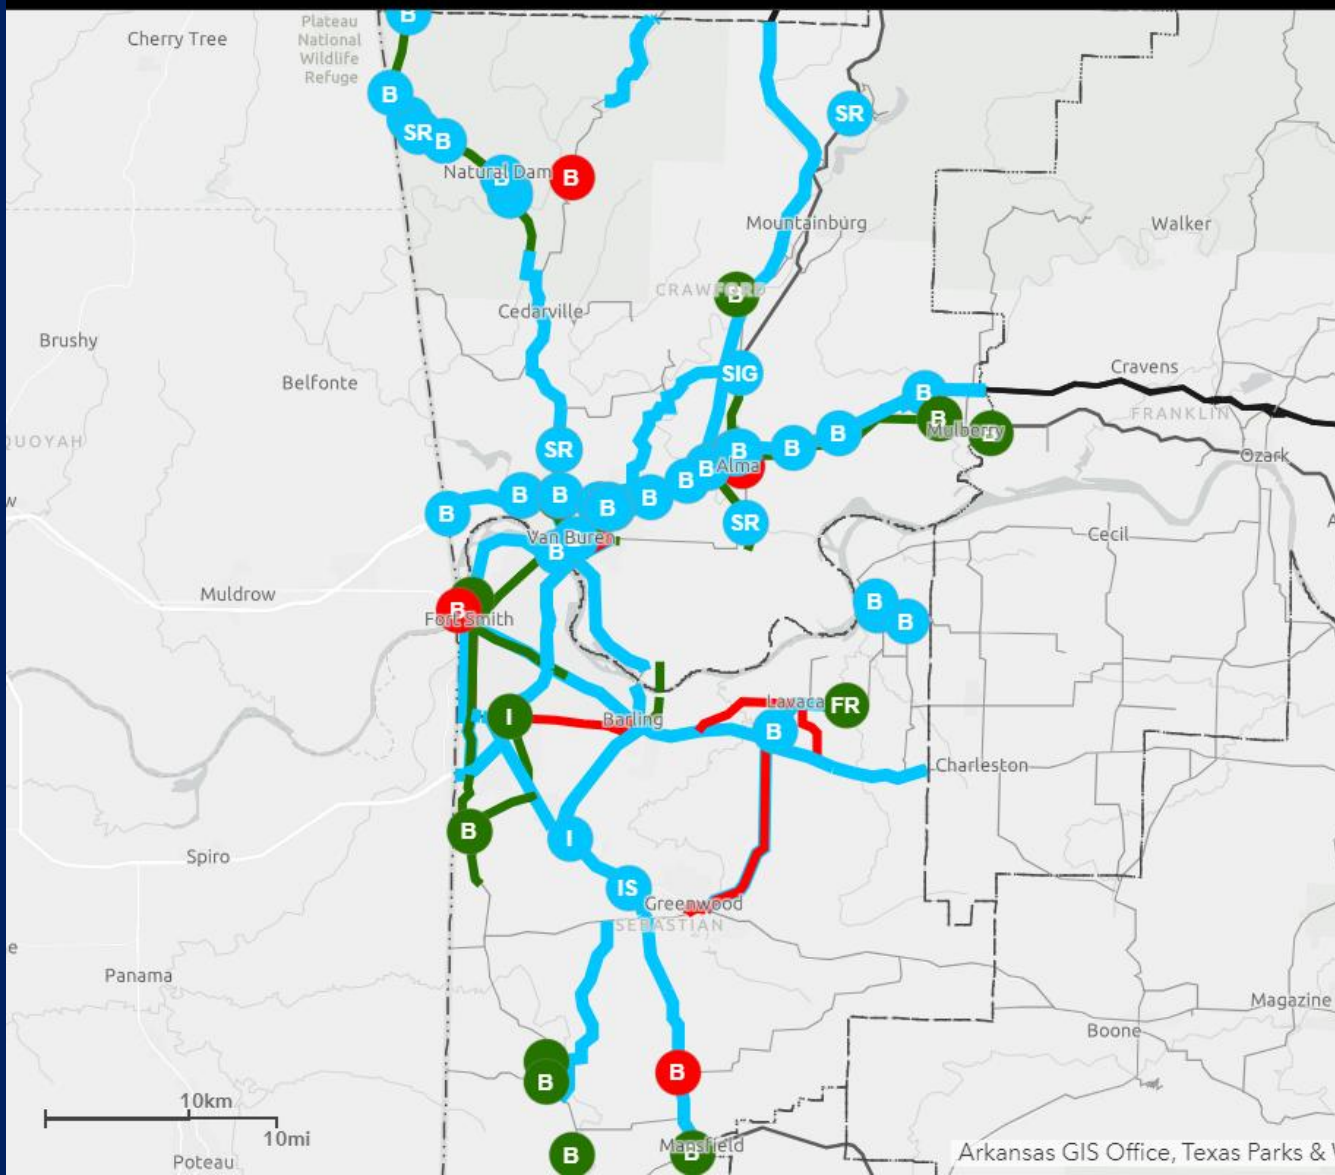 B
Plateau
National
Wildlife
Refuge
Cherry Tree
B
SR
B
SR
Natural Dam
B
B
Mountainburg
Walker
CRAWFORD
B
Cedarville
Brushy
Belfonte
SIG
Cravens
B
FRANKLIN
QUOYAH
B
Mulberry
SR
B
B
B
Alma
B
B
Ozark
w
B
B
B
B
B
SR
Van Buren
B
Cecil
Muldrow
B
Fort Smith
B
B
I
Barling
Lavaca
FR
B
Charleston
B
I
Spiro
IS
Greenwood
SEBASTIAN
e
Panama
Magazine
Boone
B
B
10km
10mi
Poteau
B
Mansfield
B
Arkansas GIS Office, Texas Parks &